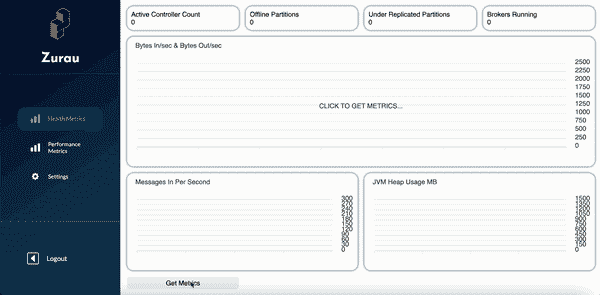 Zurau
Health Metrics
Performance
Metrics
Settings
Logout
Active Controller Count
0
Offline Partitions
0
Under Replicated Partitions
0
Brokers Running
0
Bytes In/sec & Bytes Out/sec
2500
2250
2000
1750
1500
1250
1000
750
500
250
0
CLICK TO GET METRICS...
Messages In Per Second
300
270
240
210
180
150
120
90
60
30
0
JVM Heap Usage MB
1500
1350
1200
1050
900
750
600
450
300
150
0
Get Metrics